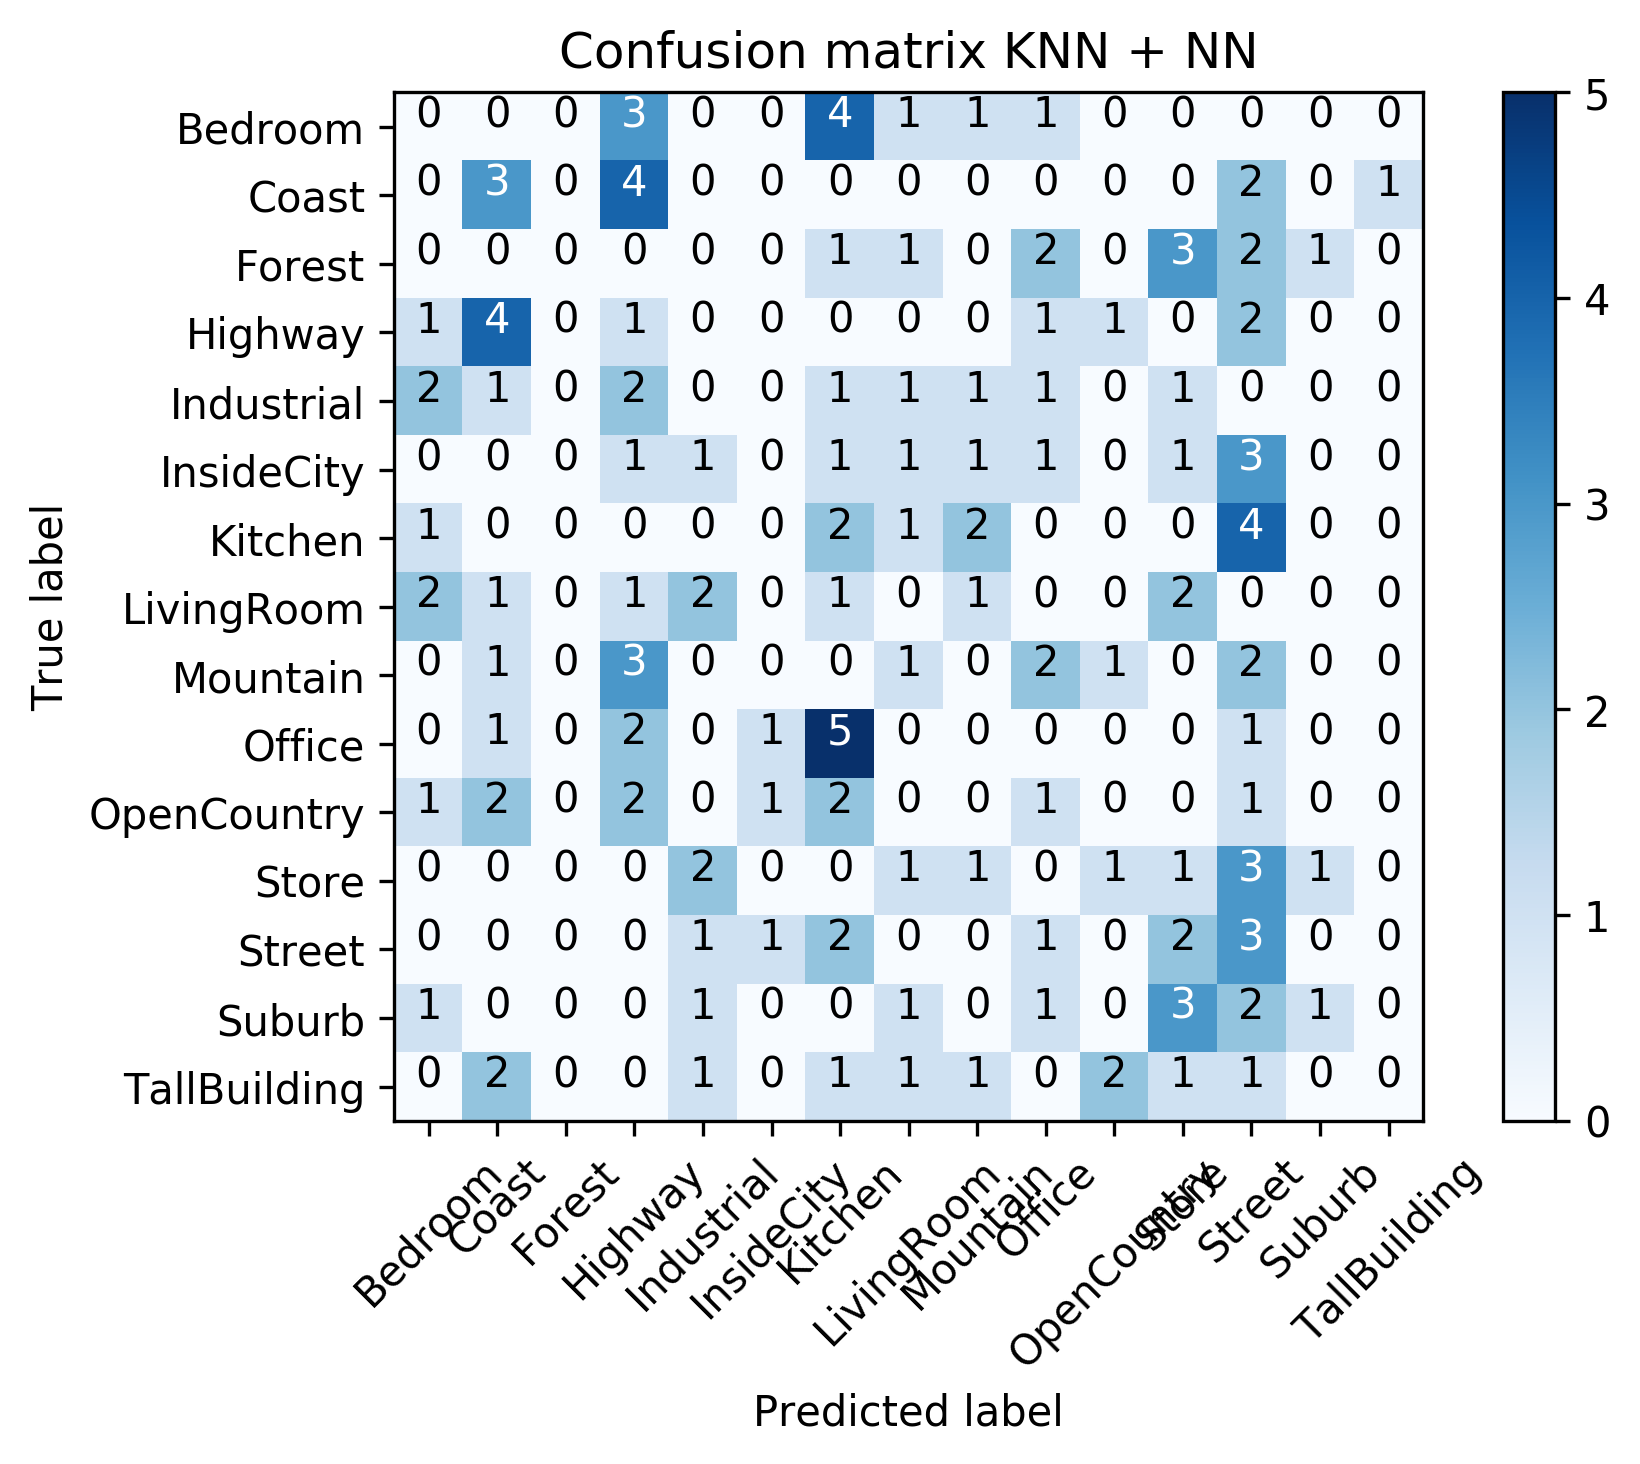 Confusion matrix KNN + NN
Bedroom 0 0 0 3 0 0 4 1 1 1 0 0 0 0 0
Coast 0 3 0 4 0 0 0 0 0 0 0 0 2 0 1
Forest 0 0 0 0 0 0 1 1 0 2 0 3 2 1 0
Highway 1 4 0 1 0 0 0 0 0 1 1 0 2 0 0
Industrial 2 1 0 2 0 0 1 1 1 1 0 1 0 0 0
InsideCity 0 0 0 1 1 0 1 1 1 1 0 1 3 0 0
Kitchen 1 0 0 0 0 0 2 1 2 0 0 0 4 0 0
LivingRoom 2 1 0 1 2 0 1 0 1 0 0 2 0 0 0
Mountain 0 1 0 3 0 0 0 1 0 2 1 0 2 0 0
Office 0 1 0 2 0 1 5 0 0 0 0 0 1 0 0
OpenCountry 1 2 0 2 0 1 2 0 0 1 0 0 1 0 0
Store 0 0 0 0 2 0 0 1 1 0 1 1 3 1 0
Street 0 0 0 0 1 1 2 0 0 1 0 2 3 0 0
Suburb 1 0 0 0 1 0 0 1 0 1 0 3 2 1 0
TallBuilding 0 2 0 0 1 0 1 1 1 0 2 1 1 0 0
Bedroom
Coast
Forest
Highway
Industrial
InsideCity
Kitchen
LivingRoom
Mountain
Office
OpenCountry
Store
Street
Suburb
TallBuilding
Predicted label
True label
5
4
3
2
1
0